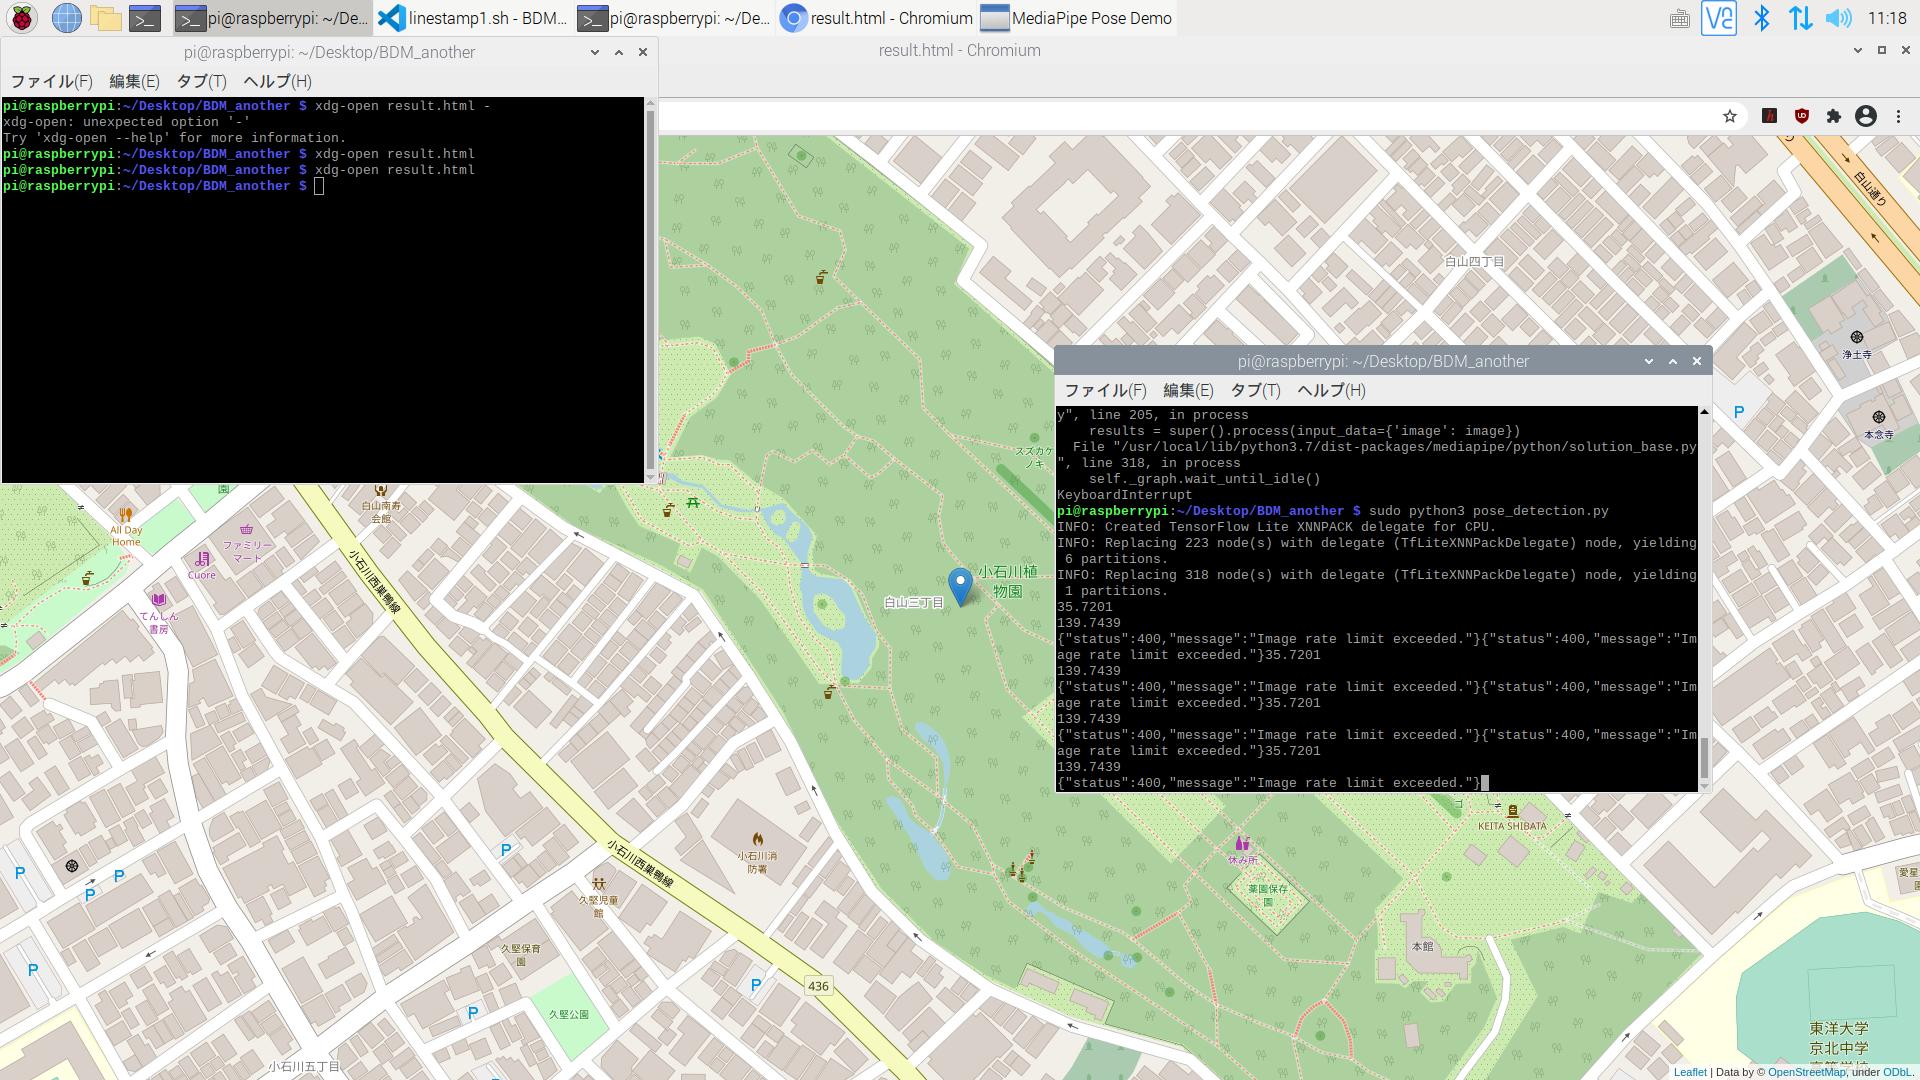 pi@raspberrypi: ~/De...
linestamp1.sh - BDM...
pi@raspberrypi: ~/De...
result.html - Chromium
MediaPipe Pose Demo
11:18
pi@raspberrypi: ~/Desktop/BDM_another
result.html - Chromium
ファイル(F) 編集(E) タブ(T) ヘルプ(H)
pi@raspberrypi:~/Desktop/BDM_another $ xdg-open result.html -
xdg-open: unexpected option '-'
Try 'xdg-open --help' for more information.
pi@raspberrypi:~/Desktop/BDM_another $ xdg-open result.html
pi@raspberrypi:~/Desktop/BDM_another $ xdg-open result.html
pi@raspberrypi:~/Desktop/BDM_another $
白山通り
白山四丁目
浄土寺
本念寺
P
pi@raspberrypi: ~/Desktop/BDM_another
ファイル(F) 編集(E) タブ(T) ヘルプ(H)
y", line 205, in process
results = super().process(input_data={'image': image})
File "/usr/local/lib/python3.7/dist-packages/mediapipe/python/solution_base.py
", line 318, in process
self._graph.wait_until_idle()
KeyboardInterrupt
pi@raspberrypi:~/Desktop/BDM_another $ sudo python3 pose_detection.py
INFO: Created TensorFlow Lite XNNPACK delegate for CPU.
INFO: Replacing 223 node(s) with delegate (TfLiteXNNPackDelegate) node, yielding
6 partitions.
INFO: Replacing 318 node(s) with delegate (TfLiteXNNPackDelegate) node, yielding
1 partitions.
35.7201
139.7439
{"status":400,"message":"Image rate limit exceeded."}{"status":400,"message":"Im
age rate limit exceeded."}35.7201
139.7439
{"status":400,"message":"Image rate limit exceeded."}{"status":400,"message":"Im
age rate limit exceeded."}35.7201
139.7439
{"status":400,"message":"Image rate limit exceeded."}{"status":400,"message":"Im
age rate limit exceeded."}35.7201
139.7439
{"status":400,"message":"Image rate limit exceeded."}
スズカケ
ノキ
園
白山南寿
会館
All Day
Home
ファミリー
マート
Cuore
てんしん
書房
小石川西巣鴨線
小石川植
物園
白山三丁目
KEITA SHIBATA
小石川消
防署
小石川西巣鴨線
休み所
薬園保存
園
P
P
P
P
久堅児童
館
久堅保育
園
本館
P
P
P
436
久堅公園
小石川五丁目
東洋大学
京北中学
Leaflet | Data by © OpenStreetMap, under ODbL.